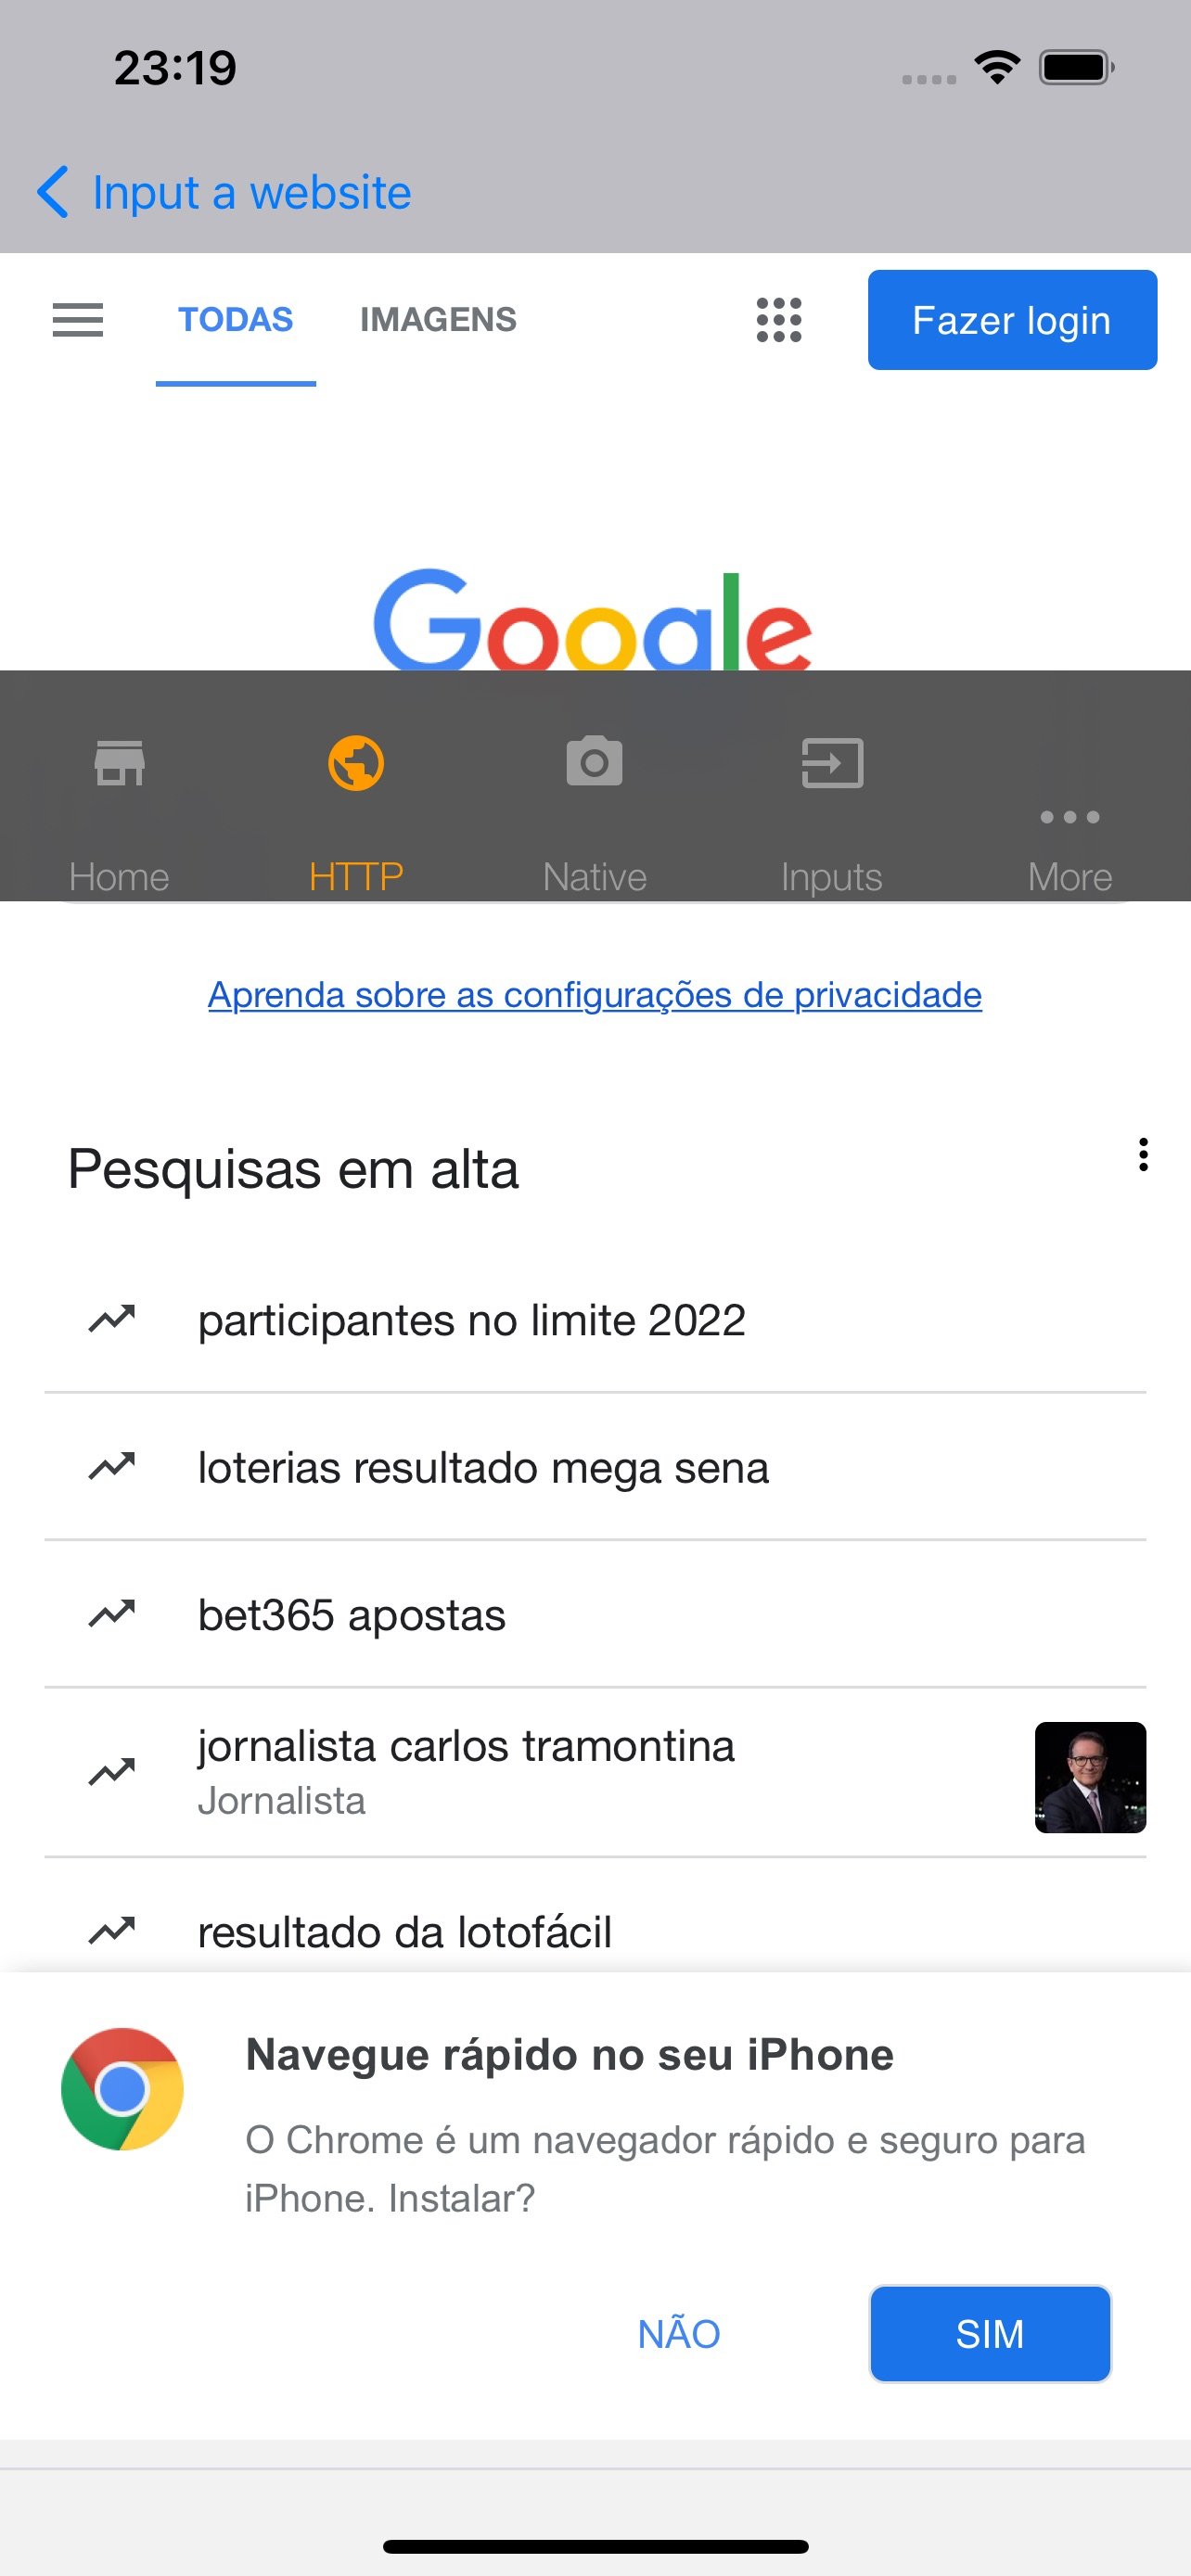 23:19
Input a website
TODAS IMAGENS Fazer login
Google
Home HTTP Native Inputs More
Aprenda sobre as configurações de privacidade
Pesquisas em alta
participantes no limite 2022
loterias resultado mega sena
bet365 apostas
jornalista carlos tramontina
Jornalista
resultado da lotofácil
Navegue rápido no seu iPhone
O Chrome é um navegador rápido e seguro para
iPhone. Instalar?
NÃO SIM